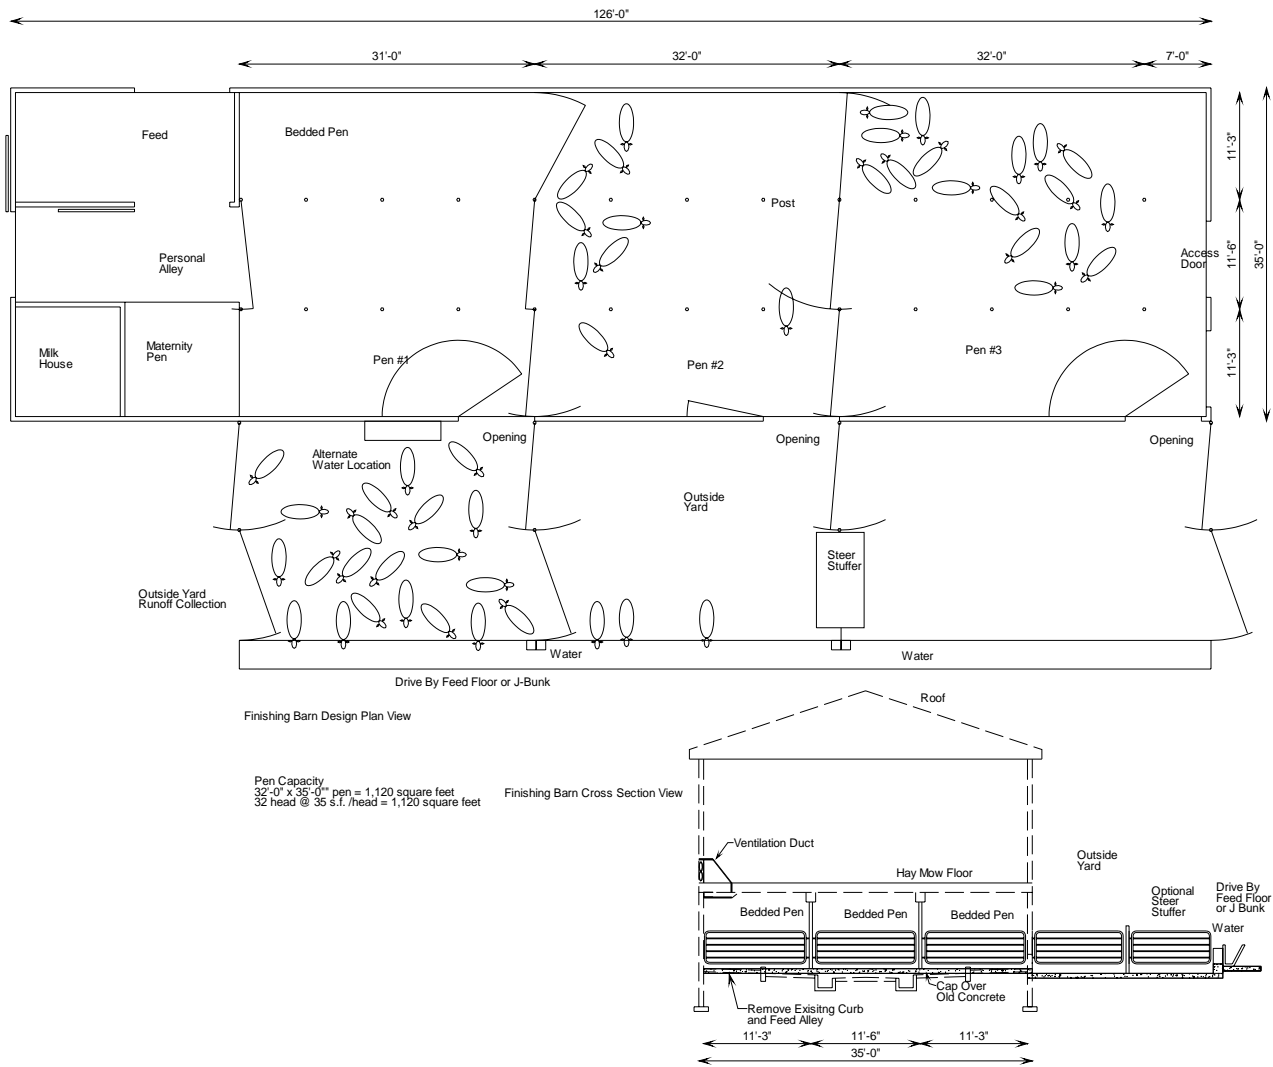 126'-0"
31'-0"
32'-0"
32'-0"
7'-0"
Feed
Bedded Pen
11'-3"
Post
Personal
Alley
Access
Door
11'-6"
35'-0"
Milk
House
Maternity
Pen
Pen #1
Pen #2
Pen #3
11'-3"
Opening
Opening
Opening
Alternate
Water Location
Outside
Yard
Steer
Stuffer
Outside Yard
Runoff Collection
Water
Water
Drive By Feed Floor or J-Bunk
Finishing Barn Design Plan View
Roof
Pen Capacity
32'-0" x 35'-0"" pen = 1,120 square feet
32 head @ 35 s.f. /head = 1,120 square feet
Finishing Barn Cross Section View
Ventilation Duct
Hay Mow Floor
Outside
Yard
Bedded Pen
Bedded Pen
Bedded Pen
Optional
Steer
Stuffer
Drive By
Feed Floor
or J Bunk
Water
Cap Over
Old Concrete
Remove Exisitng Curb
and Feed Alley
11'-3"
11'-6"
11'-3"
35'-0"